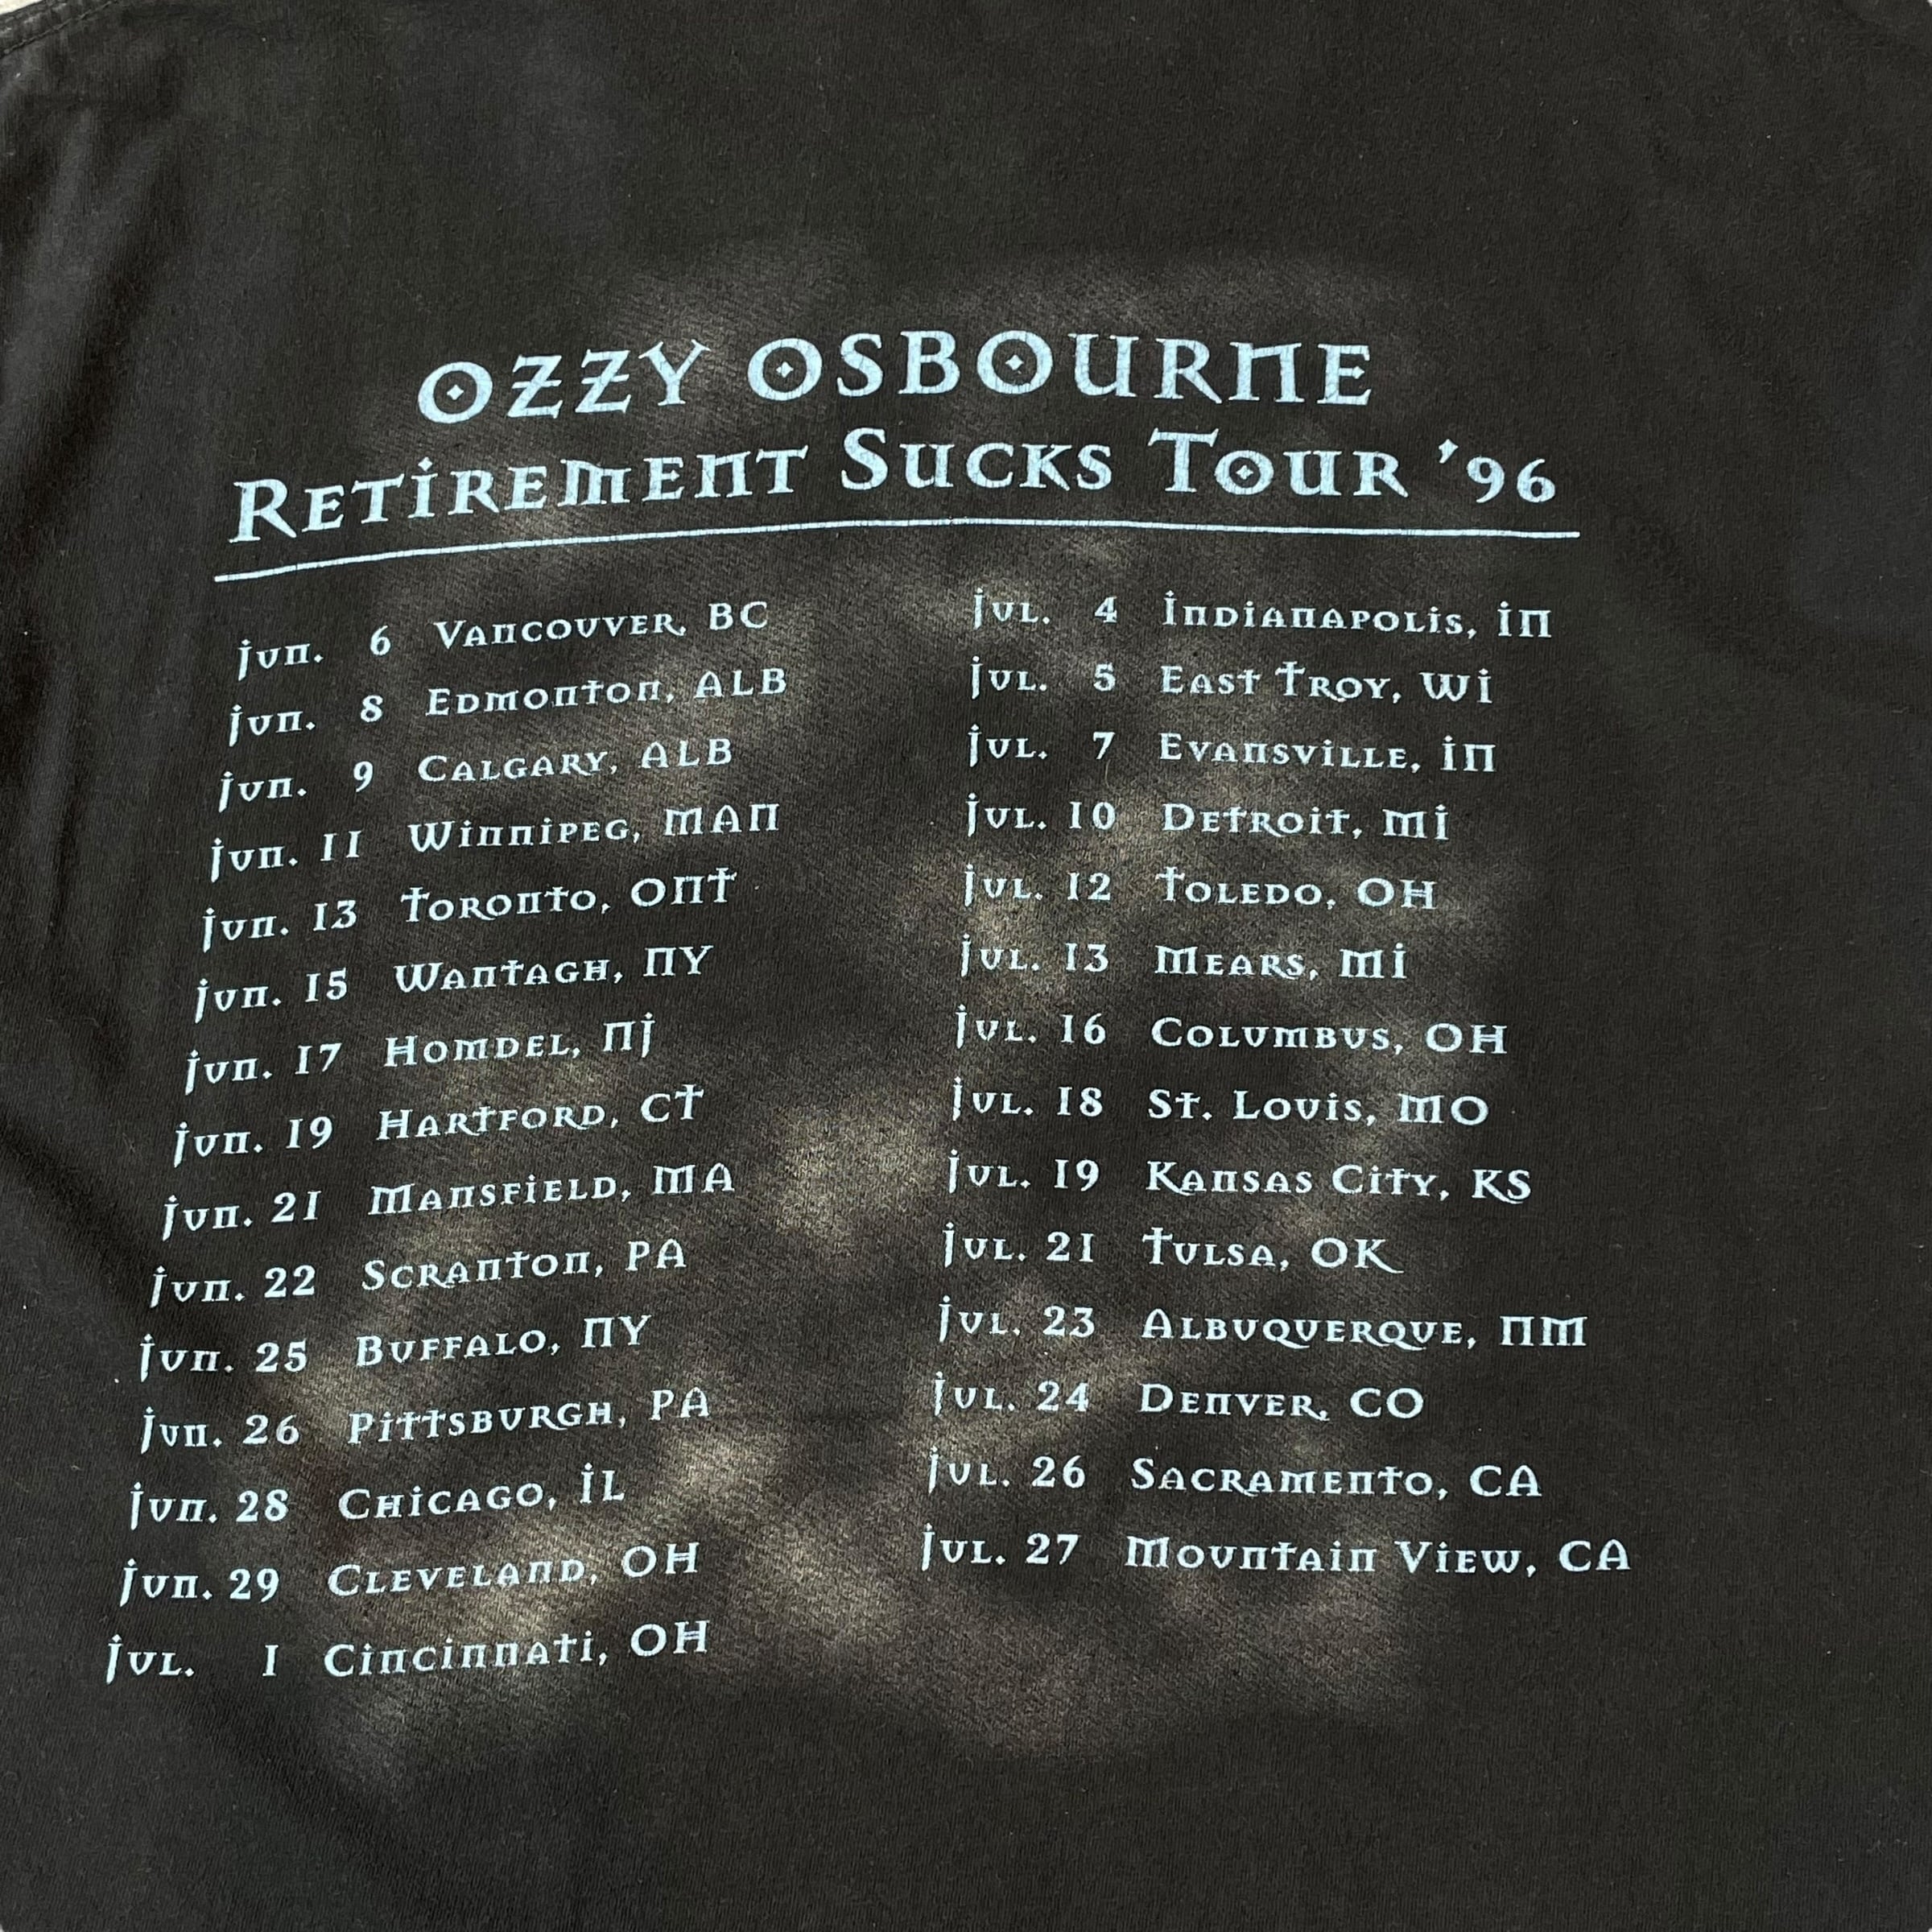 OZZY OSBOURNE
RETIREMENT SUCKS TOUR '96
JUN. 6 VANCOUVER, BC
JUN. 8 EDMONTON, ALB
JUN. 9 CALGARY, ALB
JUN. 11 WINNIPEG, MAN
JUN. 13 TORONTO, ONT
JUN. 15 WANTAGH, NY
JUN. 17 HOMDEL, NJ
JUN. 19 HARTFORD, CT
JUN. 21 MANSFIELD, MA
JUN. 22 SCRANTON, PA
JUN. 25 BUFFALO, NY
JUN. 26 PITTSBURGH, PA
JUN. 28 CHICAGO, IL
JUN. 29 CLEVELAND, OH
JUL. 1 CINCINNATI, OH
JUL. 4 INDIANAPOLIS, IN
JUL. 5 EAST TROY, WI
JUL. 7 EVANSVILLE, IN
JUL. 10 DETROIT, MI
JUL. 12 TOLEDO, OH
JUL. 13 MEARS, MI
JUL. 16 COLUMBUS, OH
JUL. 18 ST. LOUIS, MO
JUL. 19 KANSAS CITY, KS
JUL. 21 TULSA, OK
JUL. 23 ALBUQUERQUE, NM
JUL. 24 DENVER, CO
JUL. 26 SACRAMENTO, CA
JUL. 27 MOUNTAIN VIEW, CA